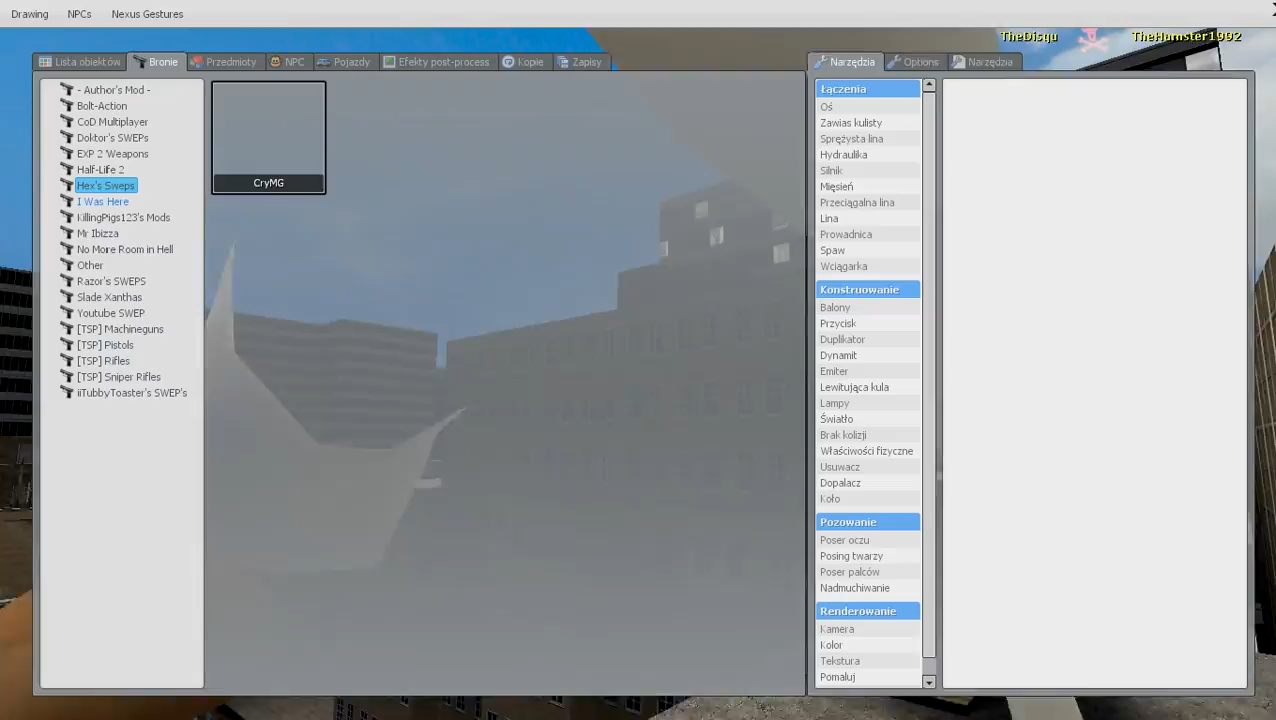 Drawing NPCs Nexus Gestures
TheDisqu TheHamster1992
Lista obiektów Bronie Przedmioty NPC Pojazdy Efekty post-process Kopie Zapisy
Narzędzia Options Narzędzia
- Author's Mod -
Bolt-Action
CoD Multiplayer
Doktor's SWEPs
EXP 2 Weapons
Half-Life 2
Hex's Sweps
I Was Here
KillingPigs123's Mods
Mr Ibizza
No More Room in Hell
Other
Razor's SWEPS
Slade Xanthas
Youtube SWEP
[TSP] Machineguns
[TSP] Pistols
[TSP] Rifles
[TSP] Sniper Rifles
iiTubbyToaster's SWEP's
CryMG
Łączenia
Oś
Zawias kulisty
Sprężysta lina
Hydraulika
Silnik
Mięsień
Przeciągalna lina
Lina
Prowadnica
Spaw
Wciągarka
Konstruowanie
Balony
Przycisk
Duplikator
Dynamit
Emiter
Lewitująca kula
Lampy
Światło
Brak kolizji
Właściwości fizyczne
Usuwacz
Dopalacz
Koło
Pozowanie
Poser oczu
Posing twarzy
Poser palców
Nadmuchiwanie
Renderowanie
Kamera
Kolor
Tekstura
Pomaluj